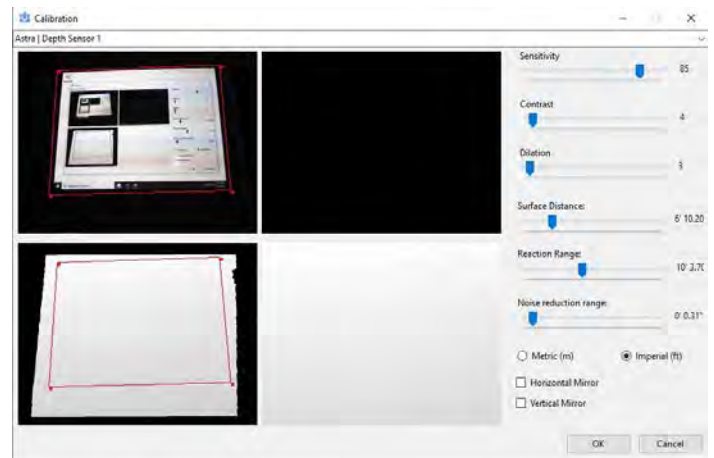 Calibration
Astra | Depth Sensor 1
Sensitivity
85
Contrast
4
Dilation
3
Surface Distance:
6' 10.20
Reaction Range:
10' 3.70
Noise reduction range:
0' 0.31"
Metric (m)
Imperial (ft)
Horizontal Mirror
Vertical Mirror
OK
Cancel